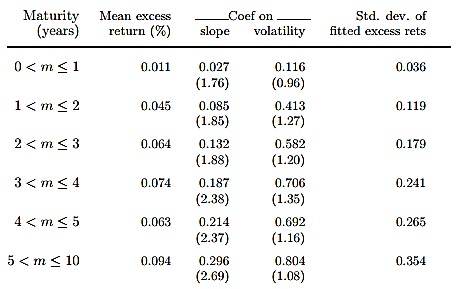 Maturity Mean excess Coef on Std. dev. of
(years) return (%) slope volatility fitted excess rets
0 < m ≤ 1 0.011 0.027 0.116 0.036
(1.76) (0.96)
1 < m ≤ 2 0.045 0.085 0.413 0.119
(1.85) (1.27)
2 < m ≤ 3 0.064 0.132 0.582 0.179
(1.88) (1.20)
3 < m ≤ 4 0.074 0.187 0.706 0.241
(2.38) (1.35)
4 < m ≤ 5 0.063 0.214 0.692 0.265
(2.37) (1.16)
5 < m ≤ 10 0.094 0.296 0.804 0.354
(2.69) (1.08)